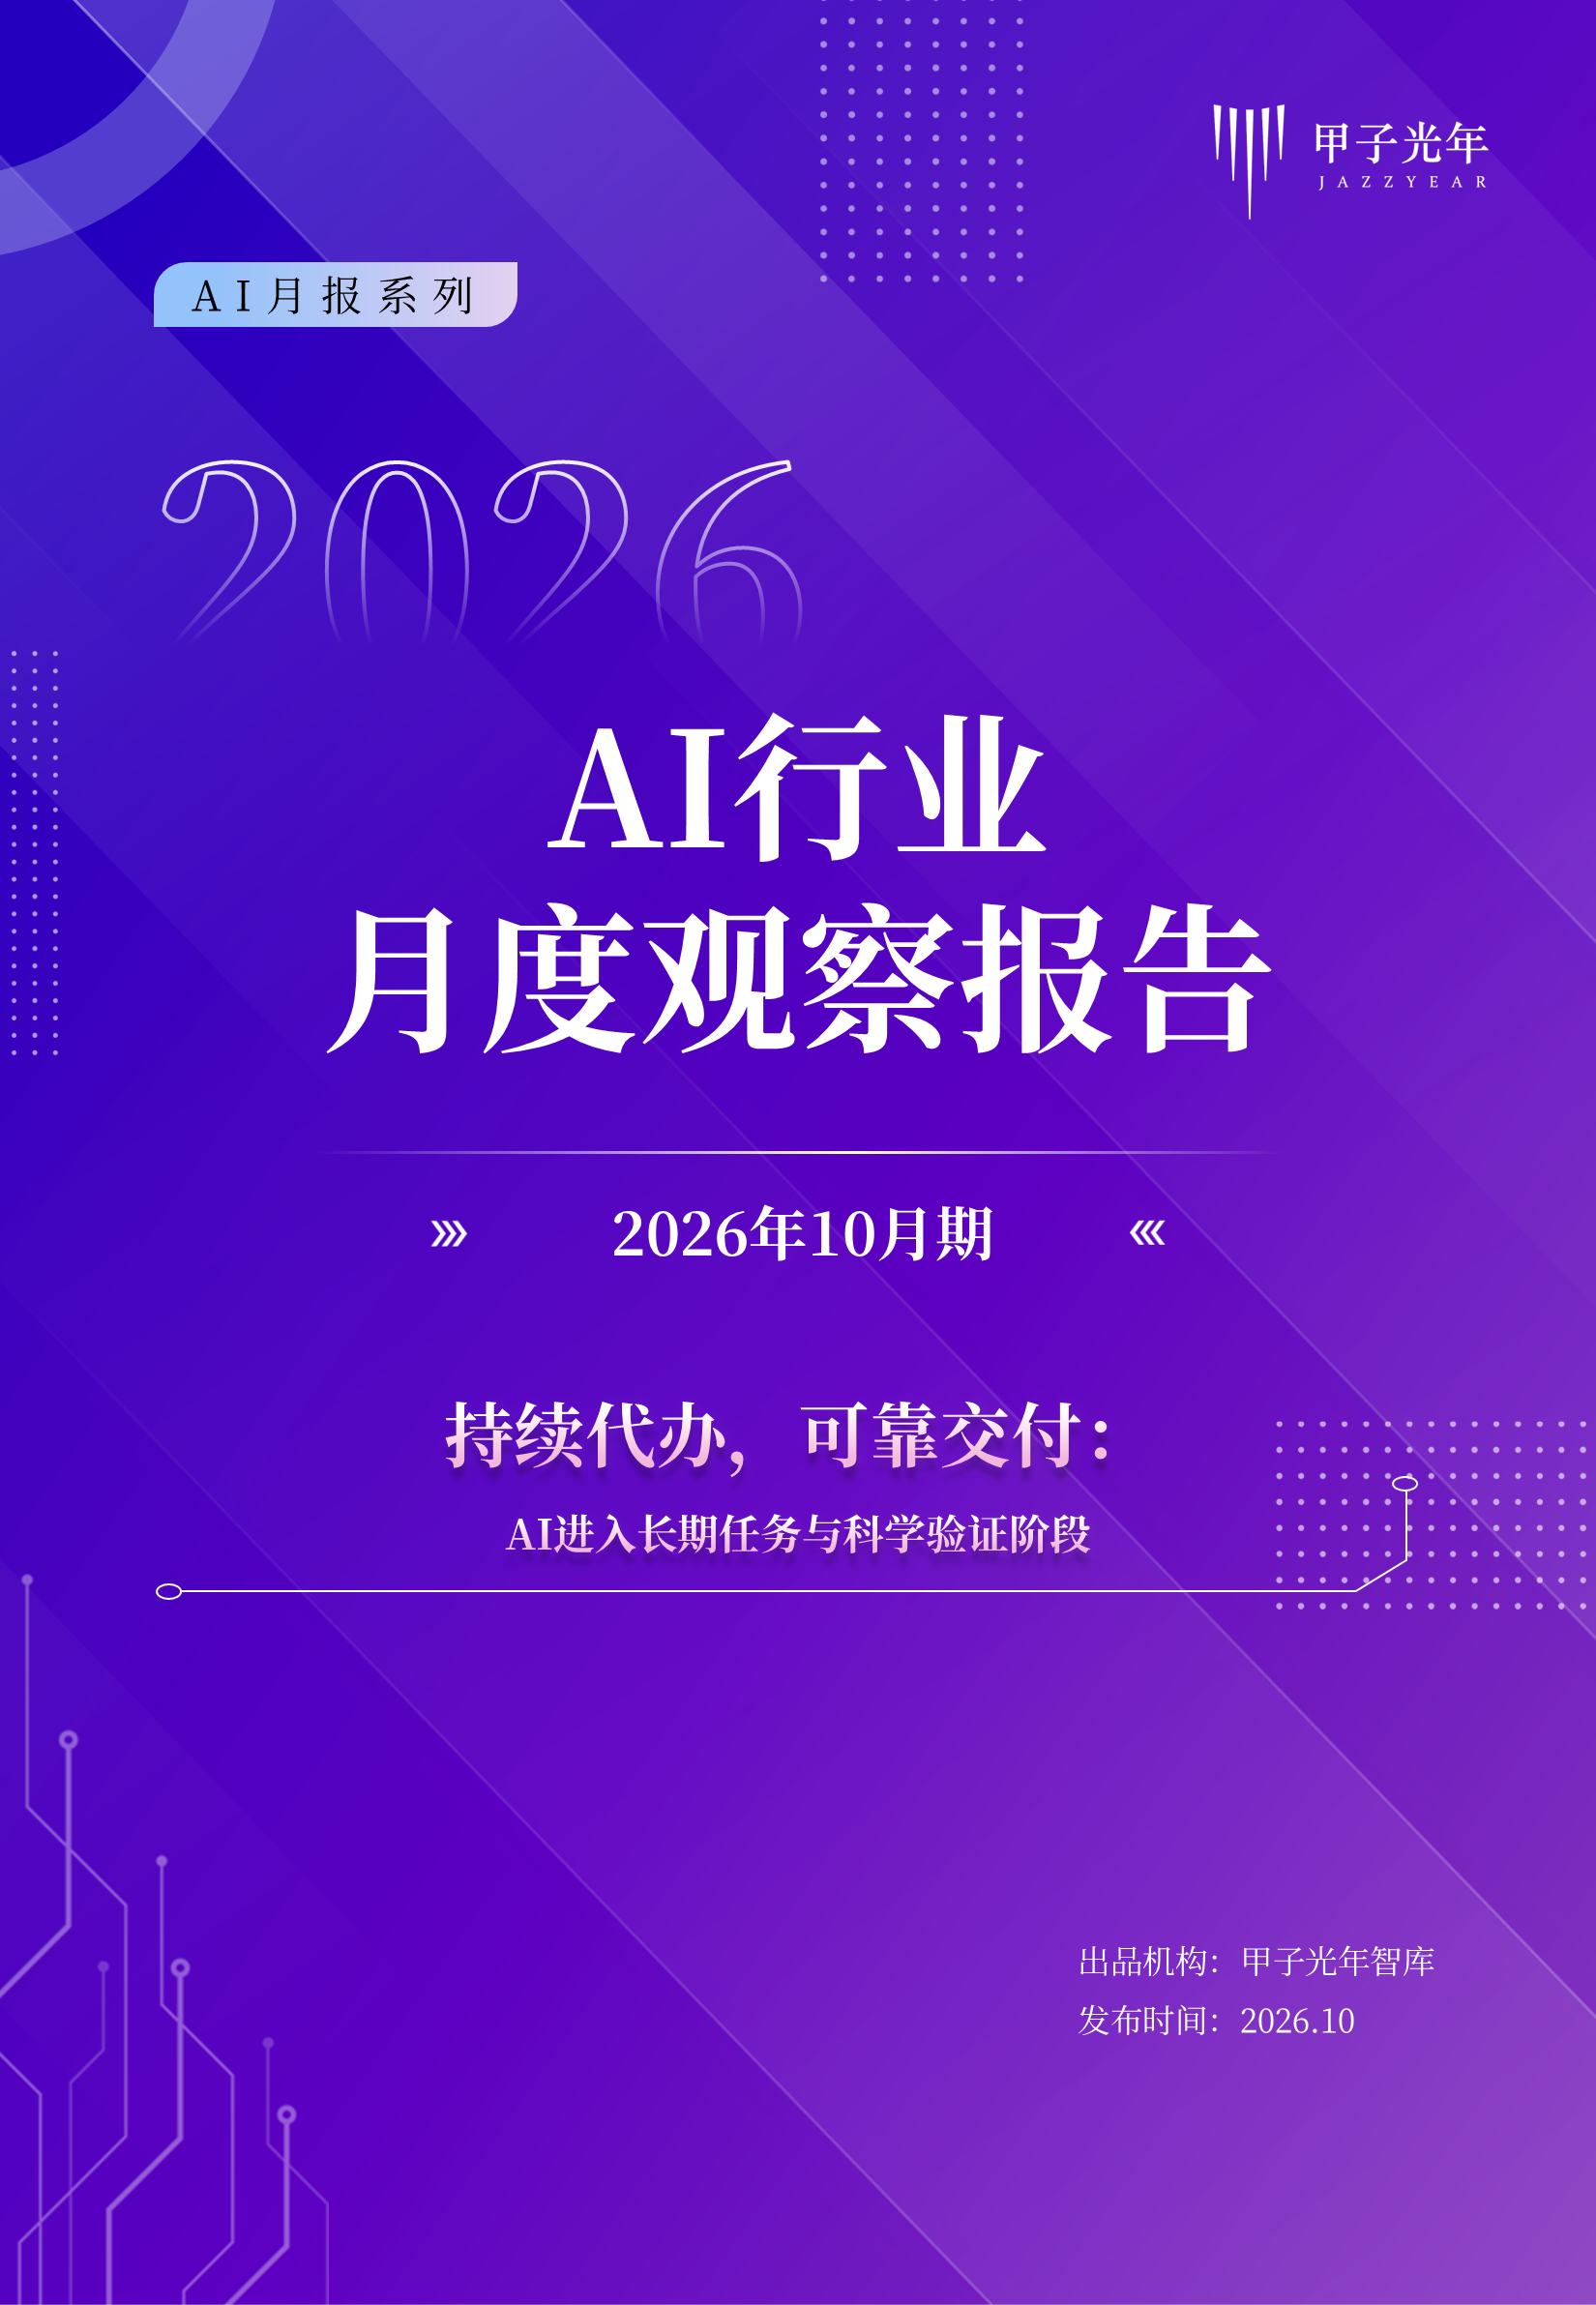 甲子光年
JAZZYEAR
AI月报系列
2026
AI行业
月度观察报告
2026年10月期
持续代办，可靠交付：
AI进入长期任务与科学验证阶段
出品机构：甲子光年智库
发布时间：2026.10